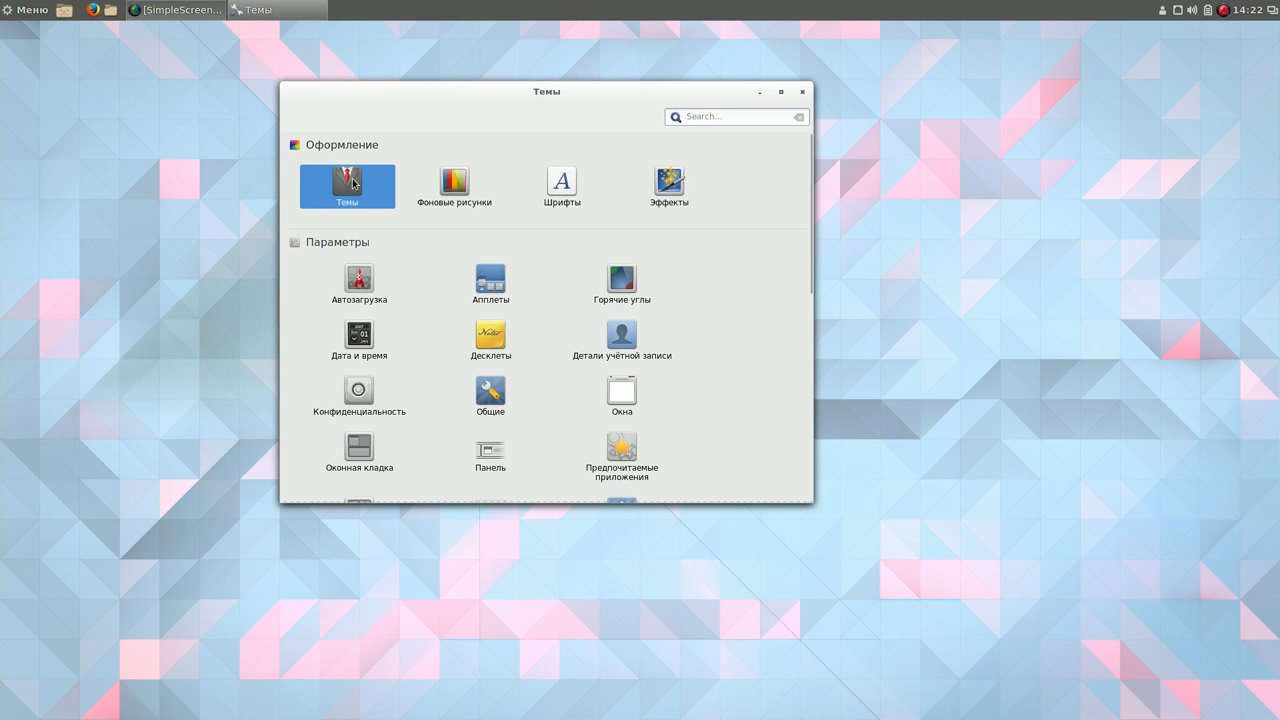 Меню
[SimpleScreen...
Темы
14:22
Темы
Search...
Оформление
Темы
Фоновые рисунки
Шрифты
Эффекты
Параметры
Автозагрузка
Апплеты
Горячие углы
Дата и время
Десклеты
Детали учётной записи
Конфиденциальность
Общие
Окна
Оконная кладка
Панель
Предпочитаемые
приложения